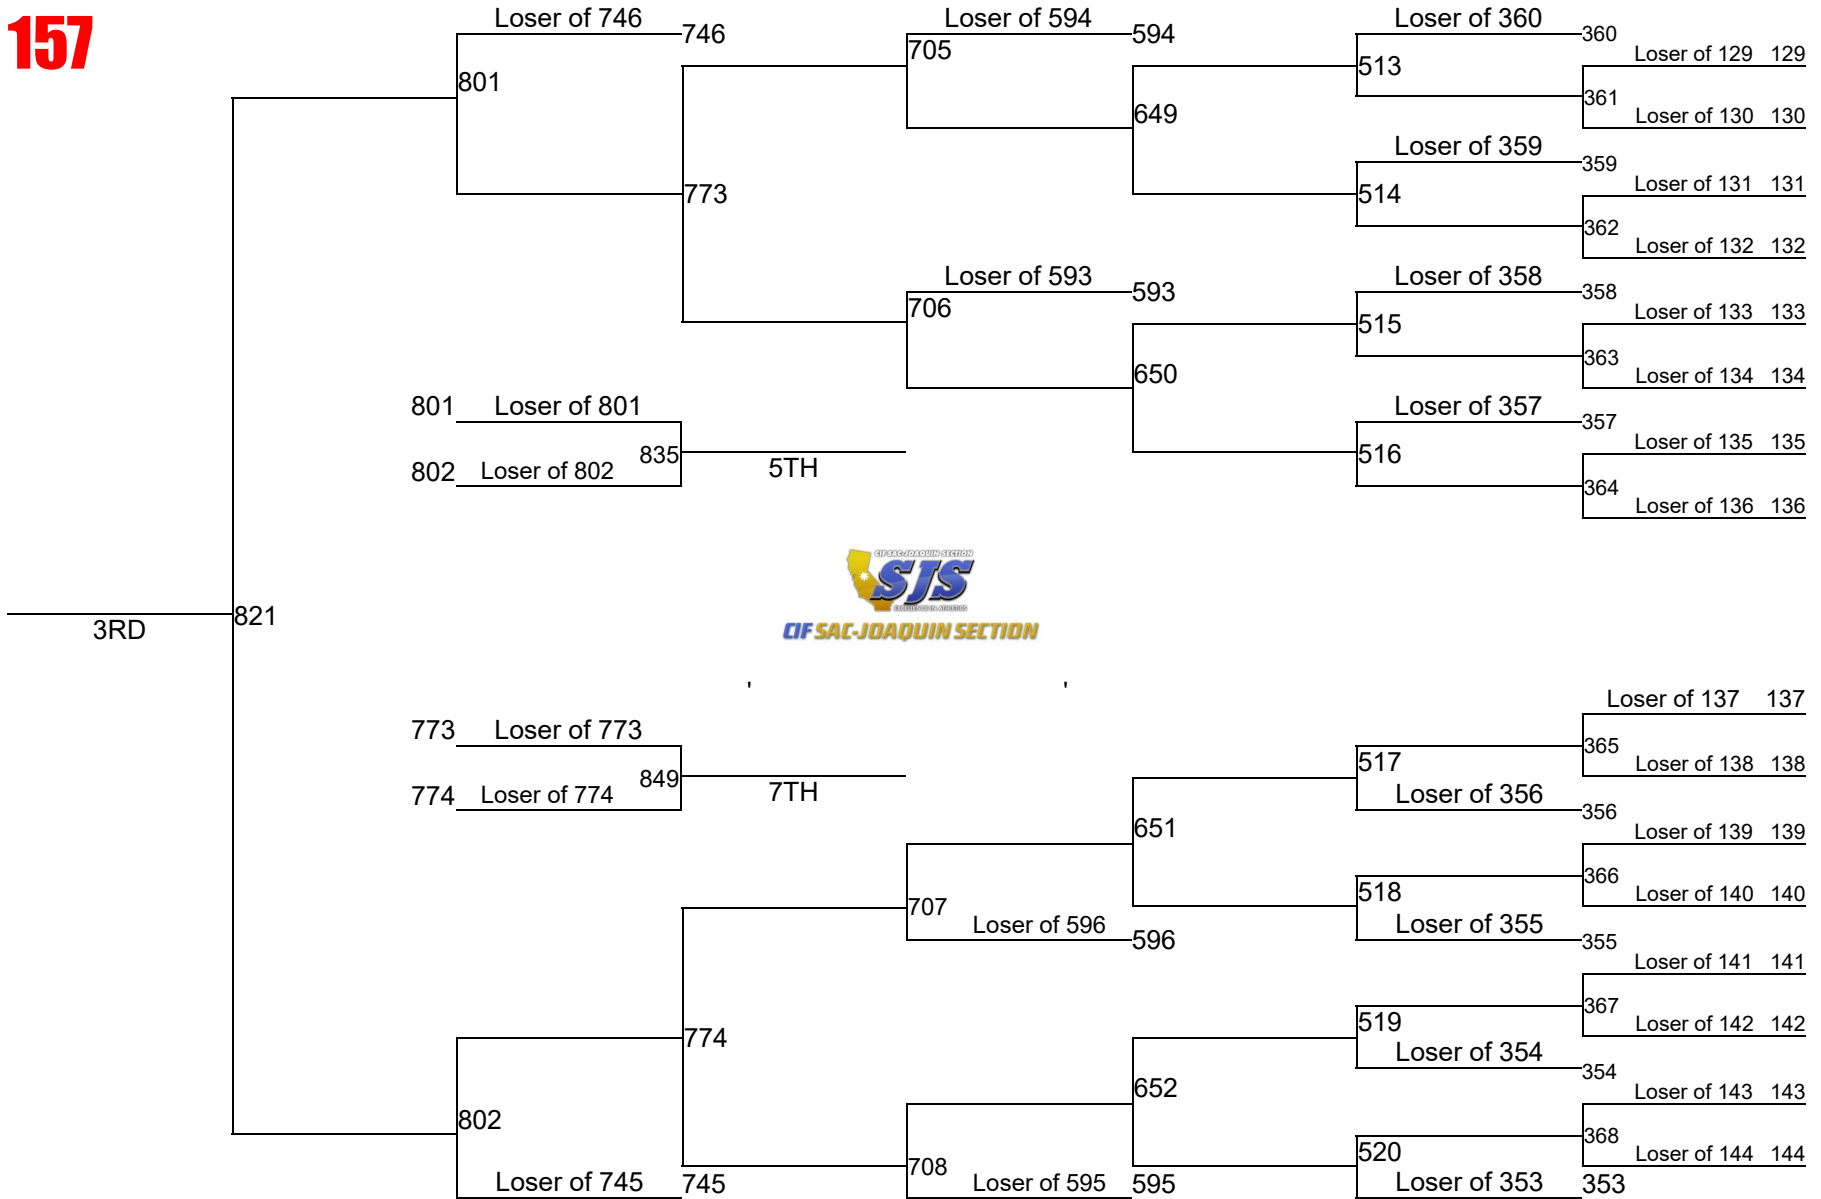 157
Loser of 746 746
Loser of 594 594
Loser of 360 360
Loser of 129 129
705
513
801
361
649
Loser of 130 130
Loser of 359 359
Loser of 131 131
773
514
362
Loser of 132 132
Loser of 593 593
Loser of 358 358
706
Loser of 133 133
515
363
650
Loser of 134 134
801 Loser of 801
Loser of 357 357
Loser of 135 135
835
516
802 Loser of 802
5TH
364
Loser of 136 136
CIF SAC-JOAQUIN SECTION
SJS
EXCELLENCE IN ATHLETICS
821
3RD
CIF SAC-JOAQUIN SECTION
' '
Loser of 137 137
773 Loser of 773
365
517
Loser of 138 138
849
774 Loser of 774
7TH
Loser of 356 356
651
Loser of 139 139
366
518
Loser of 140 140
707
Loser of 596 596
Loser of 355 355
Loser of 141 141
367
519
Loser of 142 142
774
Loser of 354 354
652
Loser of 143 143
802
368
520
Loser of 144 144
708
Loser of 745 745
Loser of 595 595
Loser of 353 353